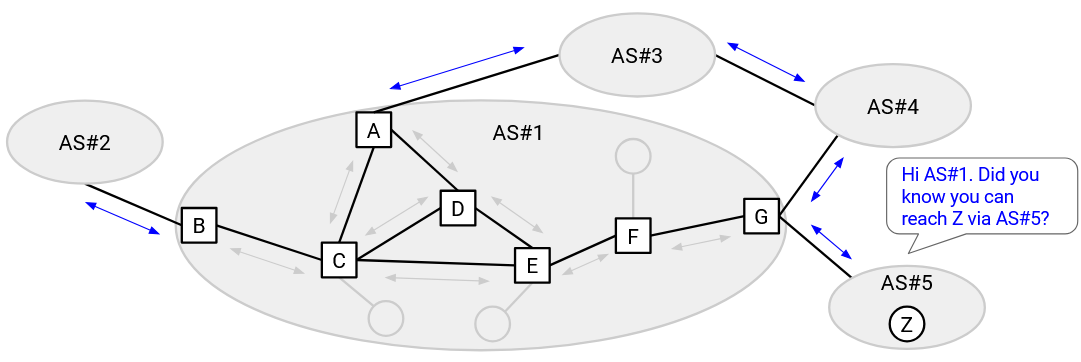 AS#3
AS#4
AS#1
AS#2
A
B
C
D
E
F
G
Hi AS#1. Did you
know you can
reach Z via AS#5?
AS#5
Z